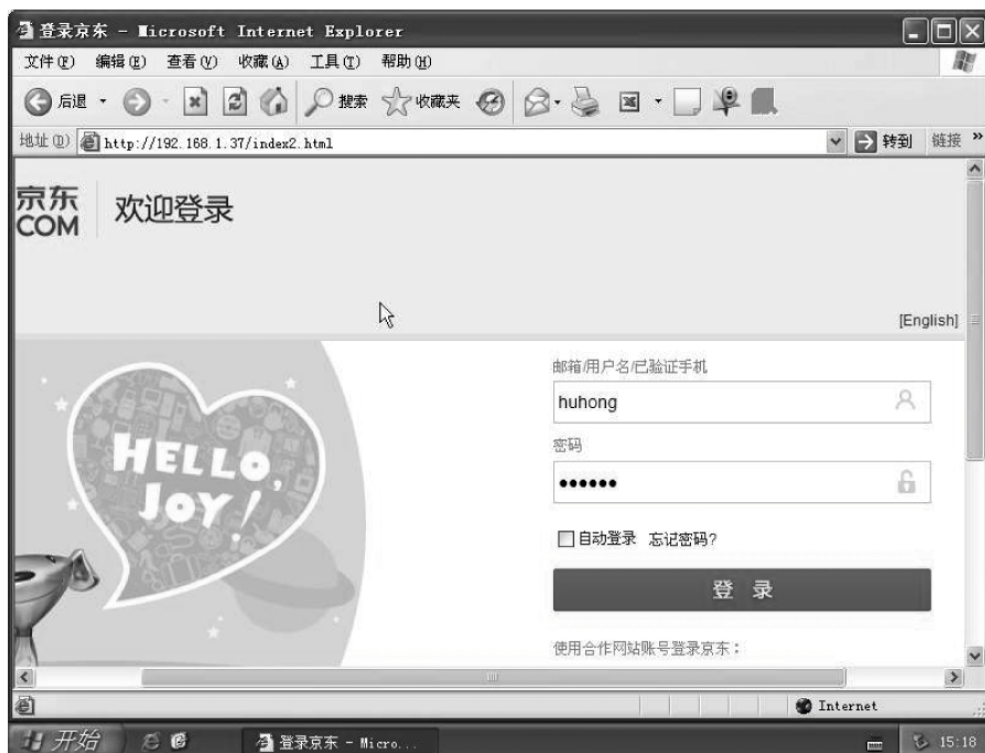 登录京东 - Microsoft Internet Explorer
文件(F) 编辑(E) 查看(V) 收藏(A) 工具(T) 帮助(H)
后退 搜索 收藏夹
地址(D) http://192.168.1.37/index2.html 转到 链接 »
京东
COM
欢迎登录
[English]
邮箱/用户名/已验证手机
huhong
密码
••••••
HELLO,
JOY!
自动登录 忘记密码?
登 录
使用合作网站账号登录京东：
Internet
开始 登录京东 - Micro... 15:18